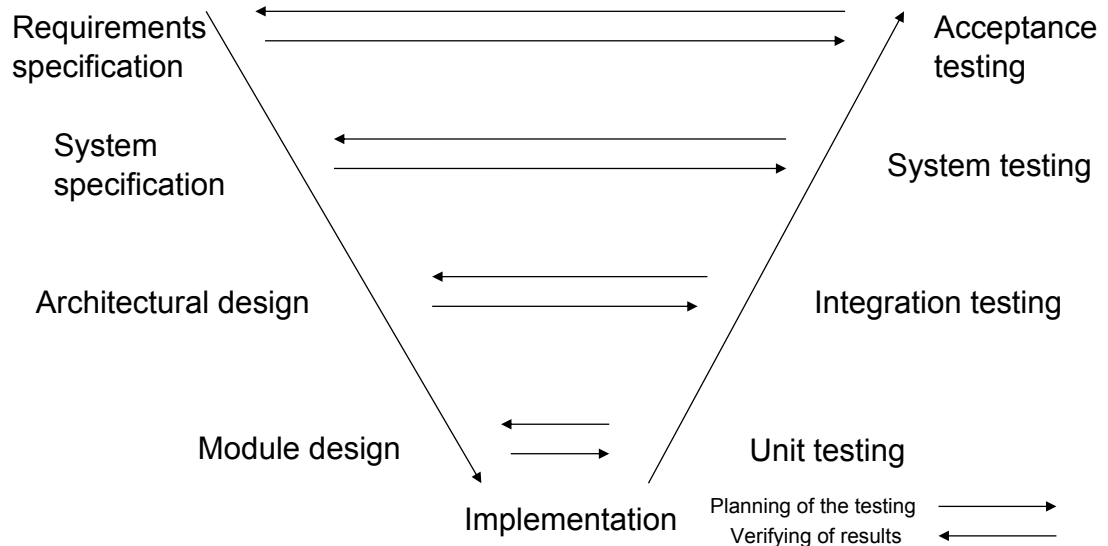 Requirements
specification
Acceptance
testing
System
specification
System testing
Architectural design
Integration testing
Module design
Unit testing
Implementation
Planning of the testing
Verifying of results